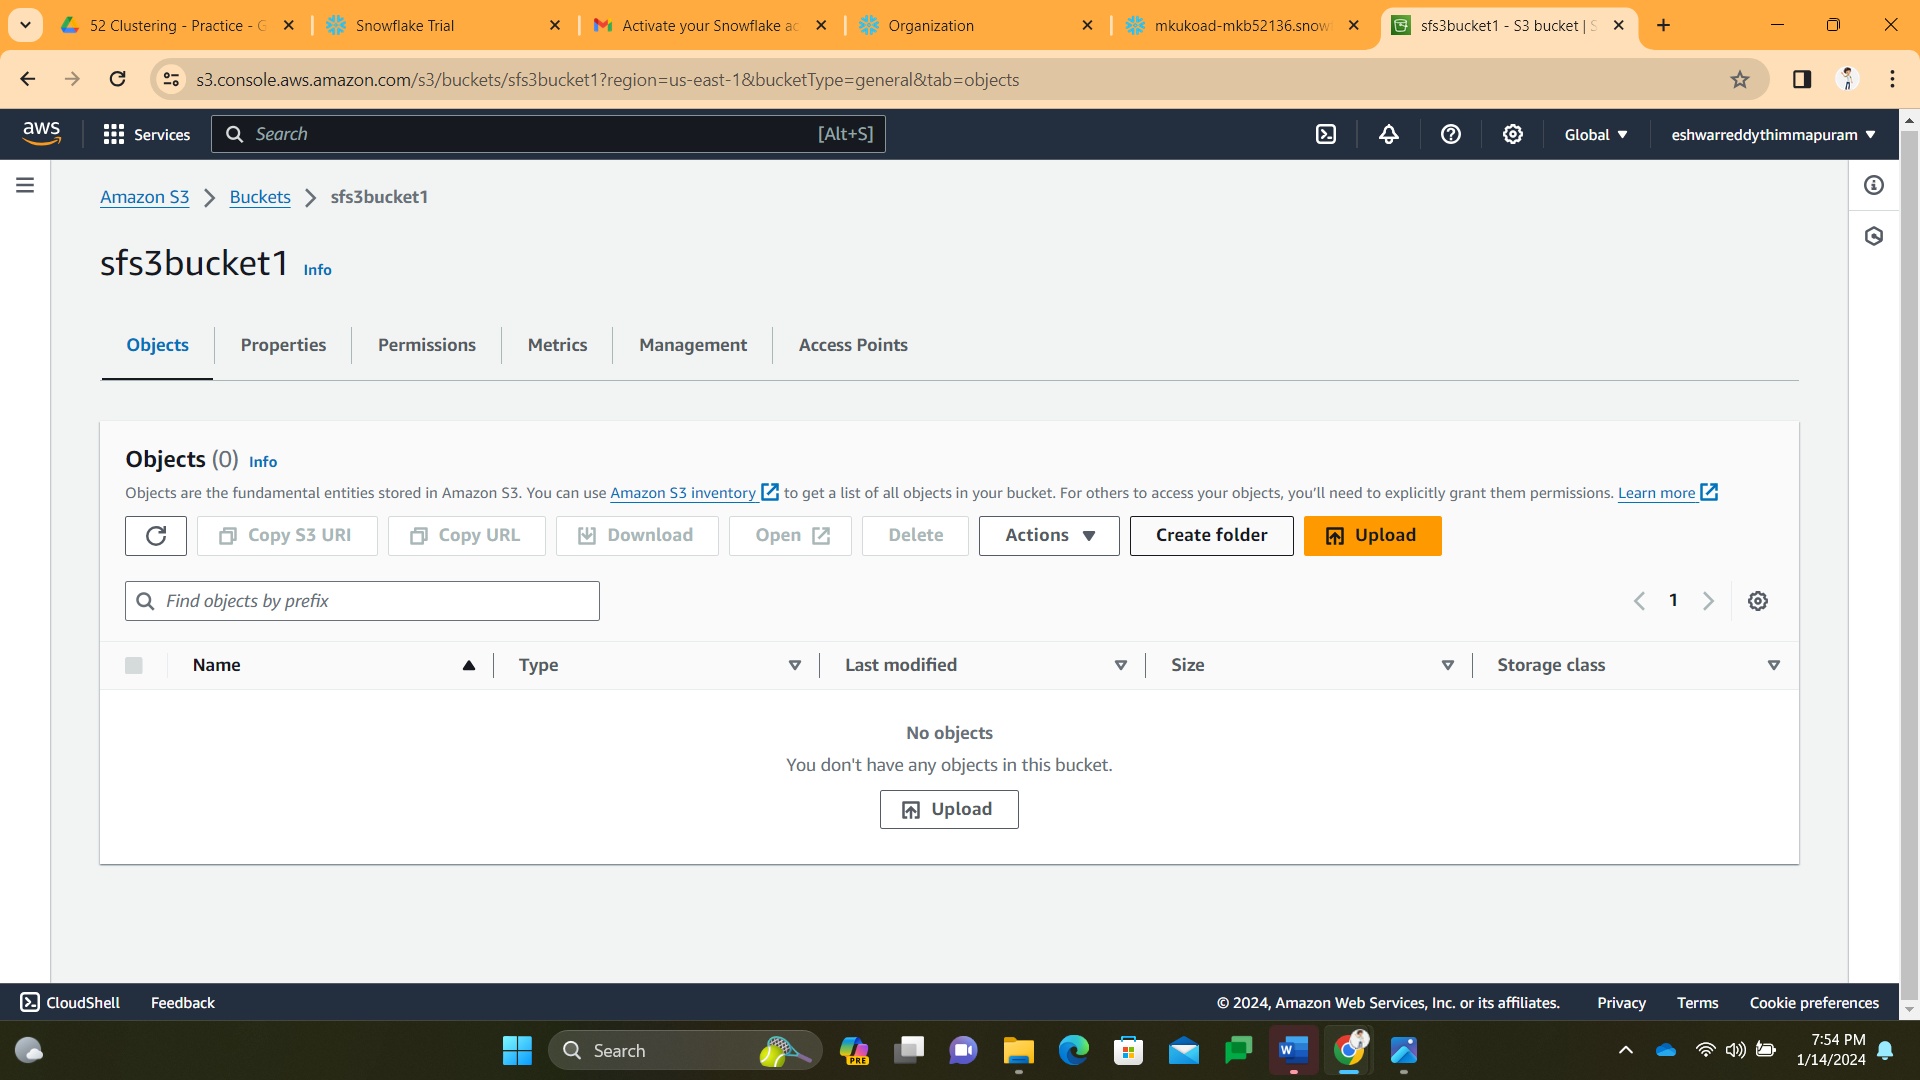 52 Clustering - Practice - G
Snowflake Trial
Activate your Snowflake ac
Organization
mkukoad-mkb52136.snowf
sfs3bucket1 - S3 bucket | S
s3.console.aws.amazon.com/s3/buckets/sfs3bucket1?region=us-east-1&bucketType=general&tab=objects
aws
Services
Search
[Alt+S]
Global
eshwarreddythimmapuram
Amazon S3
Buckets
sfs3bucket1
sfs3bucket1 Info
Objects
Properties
Permissions
Metrics
Management
Access Points
Objects (0) Info
Objects are the fundamental entities stored in Amazon S3. You can use Amazon S3 inventory to get a list of all objects in your bucket. For others to access your objects, you'll need to explicitly grant them permissions. Learn more
Copy S3 URI
Copy URL
Download
Open
Delete
Actions
Create folder
Upload
Find objects by prefix
1
Name
Type
Last modified
Size
Storage class
No objects
You don't have any objects in this bucket.
Upload
CloudShell
Feedback
© 2024, Amazon Web Services, Inc. or its affiliates.
Privacy
Terms
Cookie preferences
Search
PRE
W
7:54 PM
1/14/2024